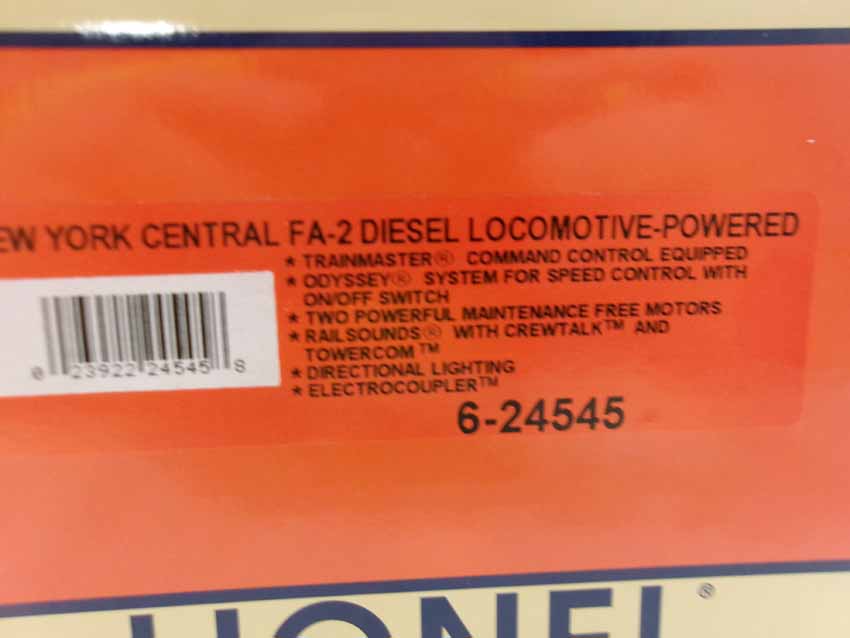 EW YORK CENTRAL FA-2 DIESEL LOCOMOTIVE-POWERED
★ TRAINMASTER® COMMAND CONTROL EQUIPPED
★ ODYSSEY® SYSTEM FOR SPEED CONTROL WITH
ON/OFF SWITCH
★ TWO POWERFUL MAINTENANCE FREE MOTORS
★ RAILSOUNDS® WITH CREWTALK™ AND
TOWERCOM™
★ DIRECTIONAL LIGHTING
★ ELECTROCOUPLER™
0 23922 24545 8
6-24545
LIONEL®